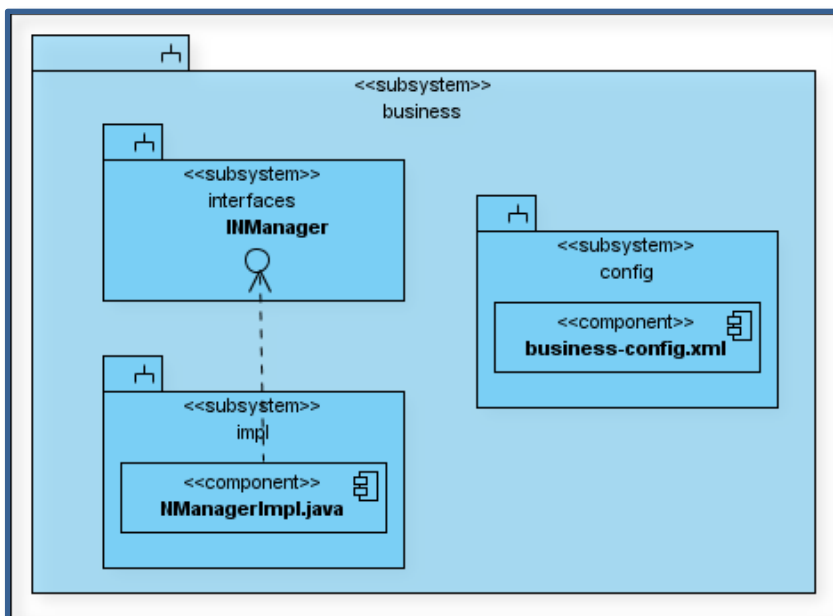 <<subsystem>>
business
<<subsystem>>
interfaces
INManager
<<subsystem>>
config
<<component>>
business-config.xml
<<subsystem>>
impl
<<component>>
NManagerImpl.java